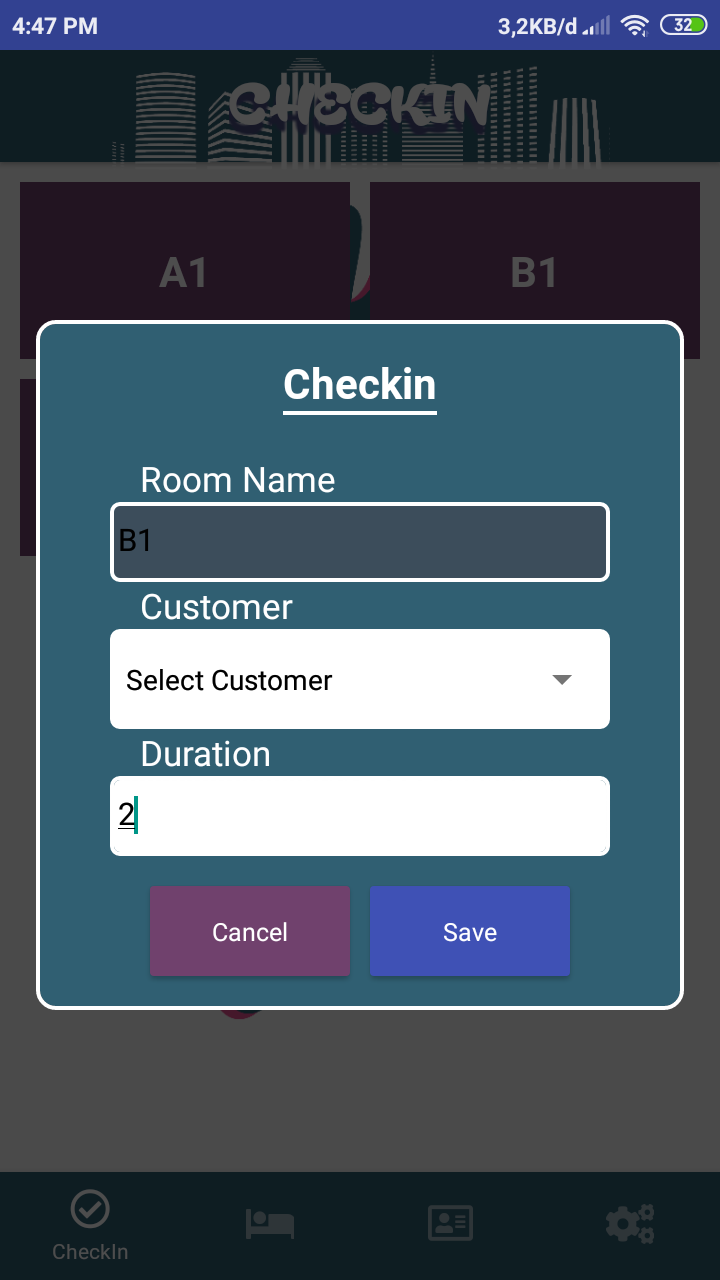 4:47 PM 3,2KB/d 32
CHECKIN
A1 B1
Checkin
Room Name
B1
Customer
Select Customer
Duration
2
Cancel Save
CheckIn